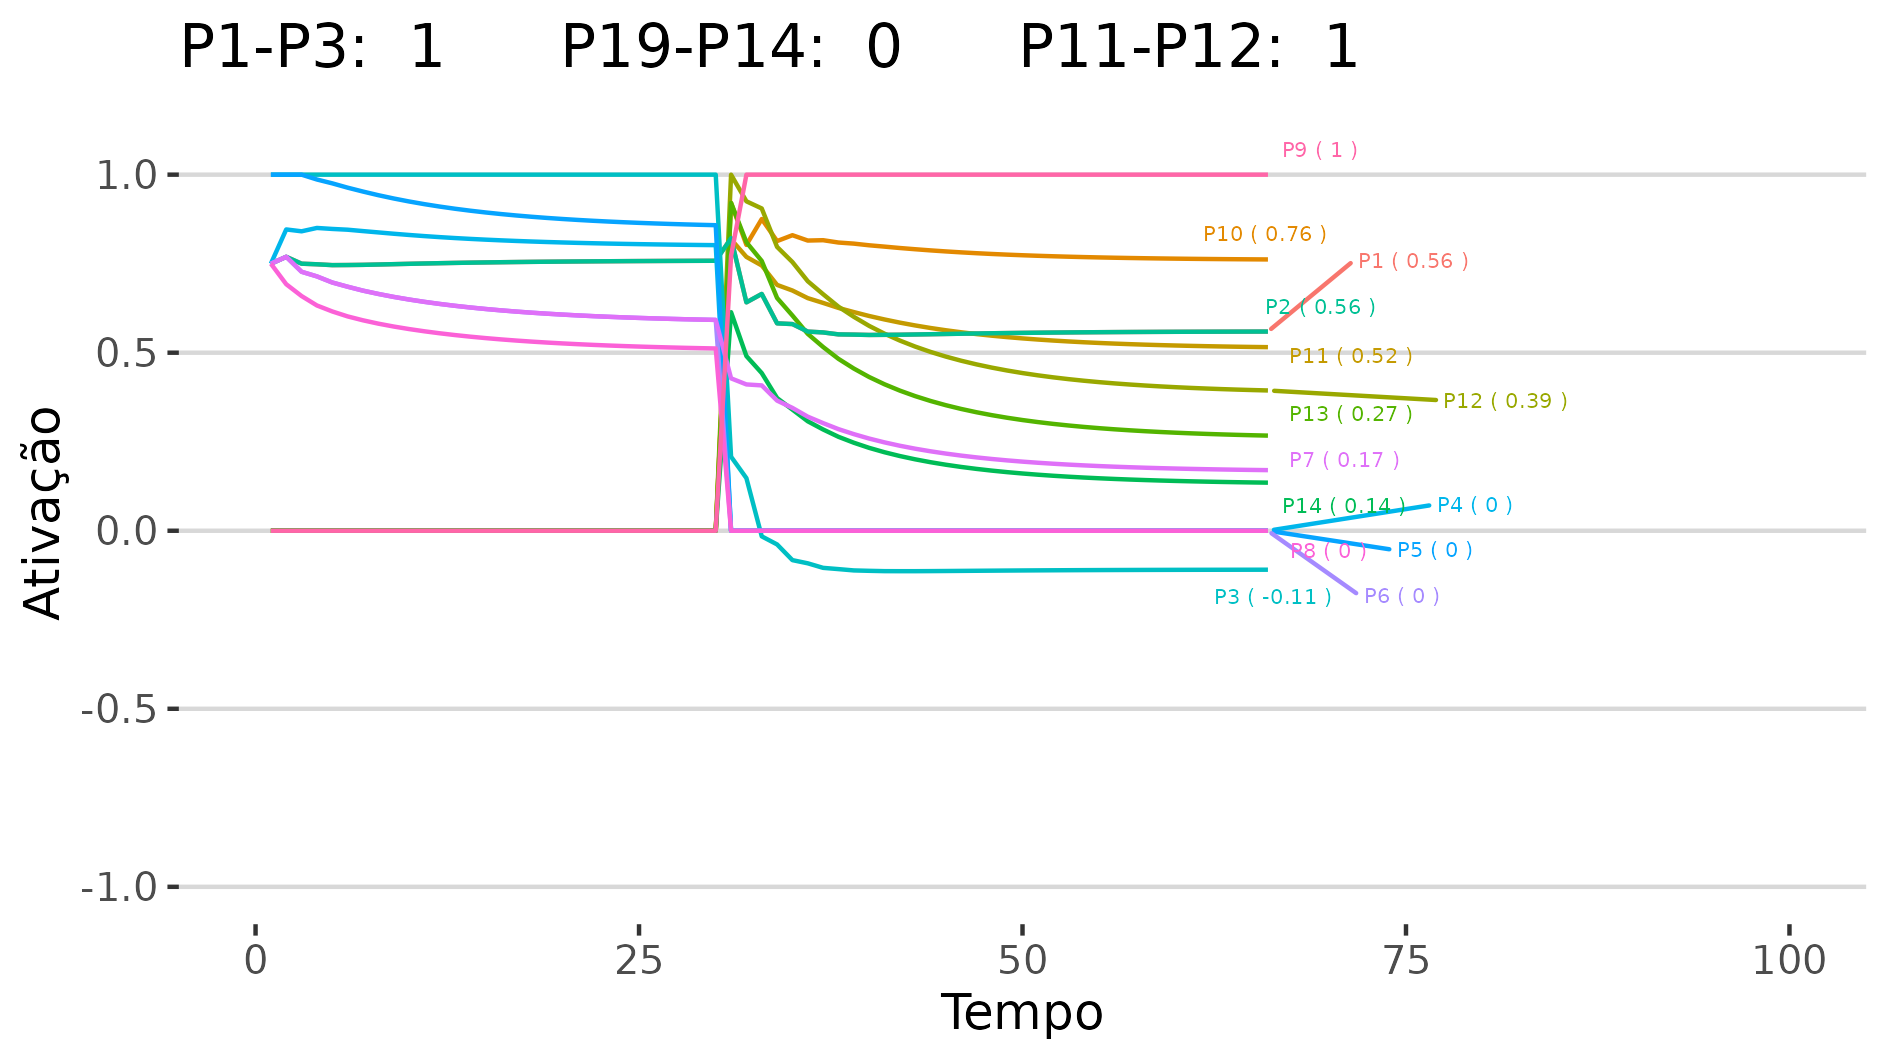 P1-P3: 1 P19-P14: 0 P11-P12: 1
P9 ( 1 )
1.0
P10 ( 0.76 )
P1 ( 0.56 )
P2 ( 0.56 )
0.5
P11 ( 0.52 )
P12 ( 0.39 )
P13 ( 0.27 )
P7 ( 0.17 )
P14 ( 0.14 )
P4 ( 0 )
0.0
P8 ( 0 )
P5 ( 0 )
P3 ( -0.11 )
P6 ( 0 )
-0.5
-1.0
Ativação
0 25 50 75 100
Tempo